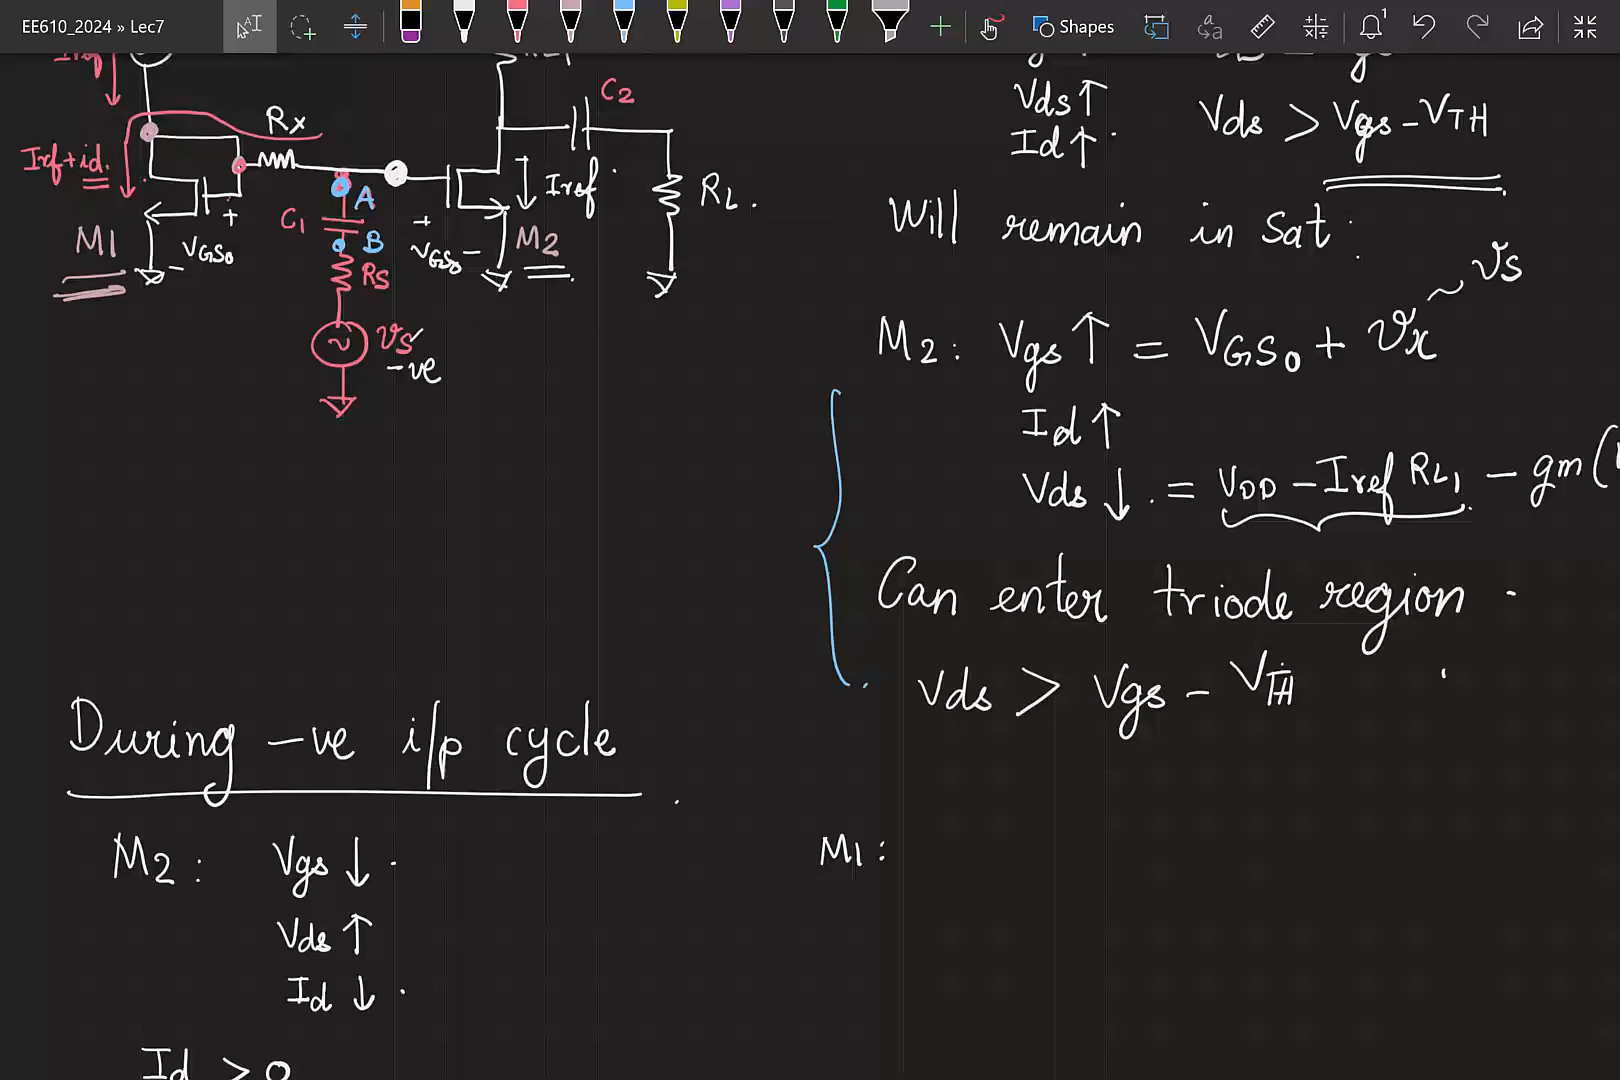 EE610_2024 » Lec7
Shapes
Iref
Iref+id.
Rx
C1
A
B
Rs
vs
-ve
M1
+
VGS0
-
+
VGS0 -
Iref
M2
C2
RL.
Vds ↑
Id ↑
Vds > Vgs - VTH
Will remain in Sat.
M2: Vgs ↑ = VGS0 + vx ~ vs
Id ↑
Vds ↓ = VDD - Iref RL1 - gm(
Can enter triode region.
Vds > Vgs - VTH
During -ve i/p cycle
M2: Vgs ↓
Vds ↑
Id ↓
Id > 0
M1: